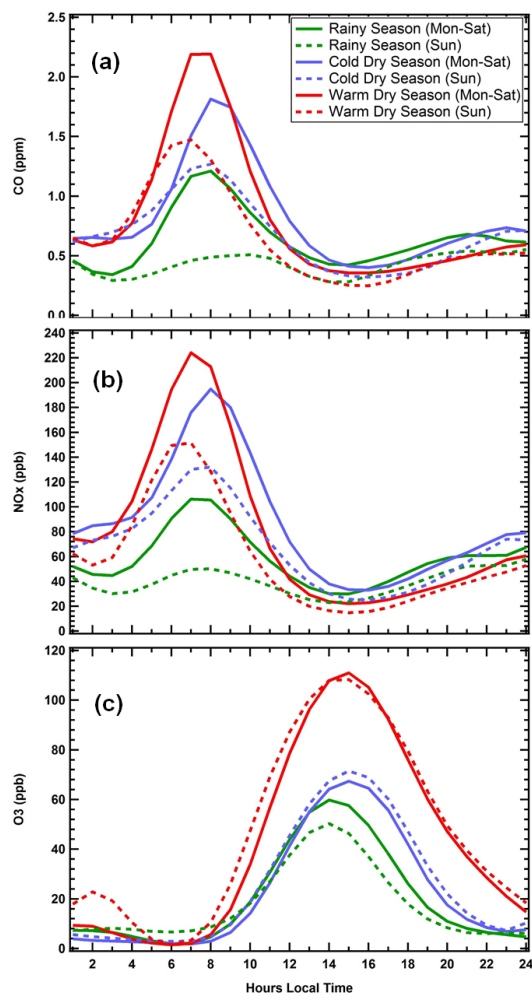 2.5
2.0
1.5
1.0
0.5
0.0
CO (ppm)
(a)
Rainy Season (Mon-Sat)
Rainy Season (Sun)
Cold Dry Season (Mon-Sat)
Cold Dry Season (Sun)
Warm Dry Season (Mon-Sat)
Warm Dry Season (Sun)
240
220
200
180
160
140
120
100
80
60
40
20
0
NOx (ppb)
(b)
120
100
80
60
40
20
0
O3 (ppb)
(c)
2 4 6 8 10 12 14 16 18 20 22 24
Hours Local Time